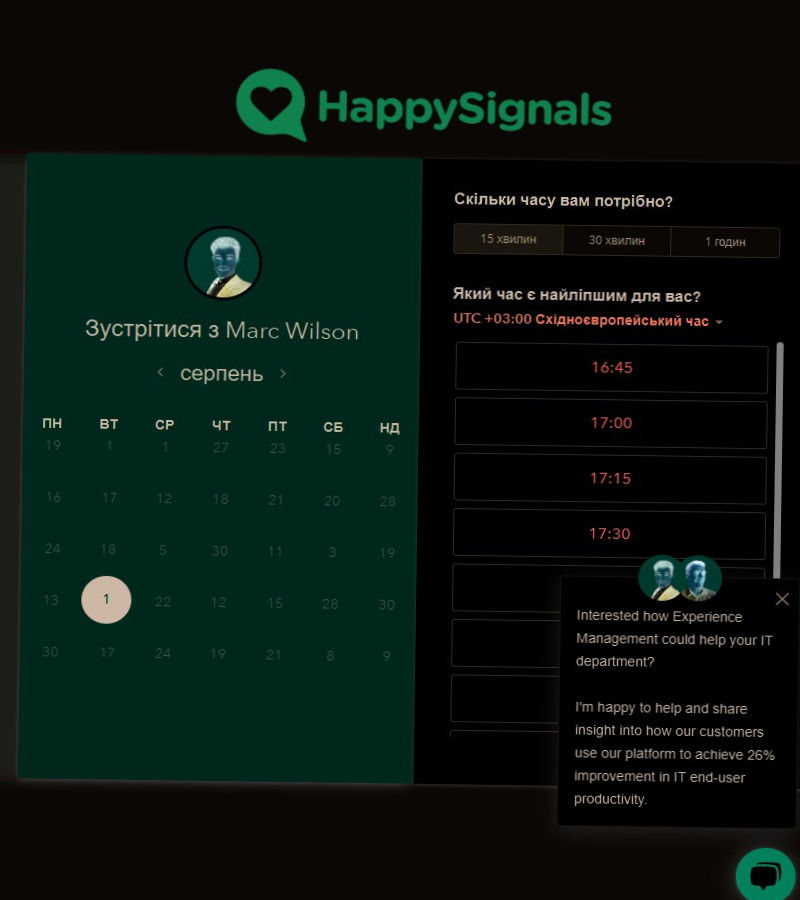 HappySignals
Зустрітися з Marc Wilson
серпень
ПН ВТ СР ЧТ ПТ СБ НД
19 1 1 27 23 15 9
16 17 12 18 21 20 28
24 18 5 30 11 3 19
13 1 22 12 15 28 30
30 17 24 19 21 8 9
Скільки часу вам потрібно?
15 хвилин 30 хвилин 1 годин
Який час є найліпшим для вас?
UTC +03:00 Східноєвропейський час
16:45
17:00
17:15
17:30
Interested how Experience
Management could help your IT
department?
I'm happy to help and share
insight into how our customers
use our platform to achieve 26%
improvement in IT end-user
productivity.